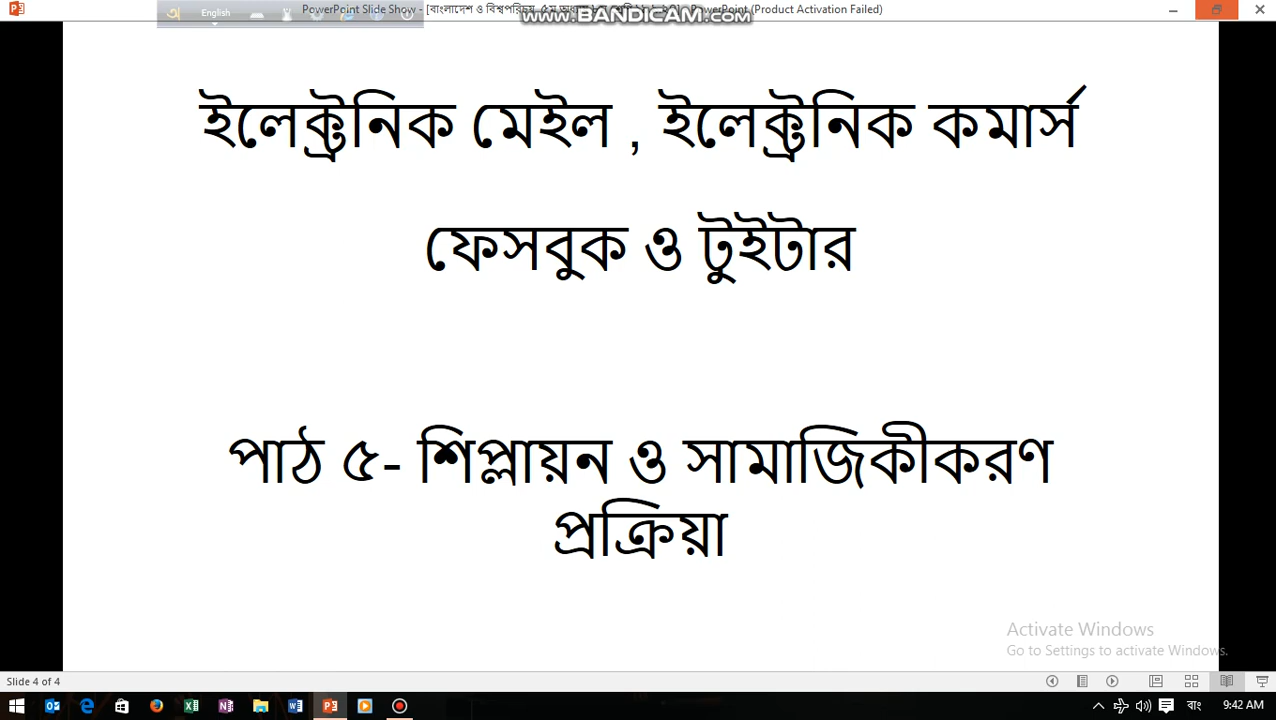 PowerPoint Slide Show - [বাংলাদেশ ও বিশ্বপরিচয় PowerPoint (Product Activation Failed)
English
www.BANDICAM.com
ইলেক্ট্রনিক মেইল , ইলেক্ট্রনিক কমার্স
ফেসবুক ও টুইটার
পাঠ ৫- শিপ্লায়ন ও সামাজিকীকরণ
প্রক্রিয়া
Activate Windows
Go to Settings to activate Windows.
Slide 4 of 4
বাং
9:42 AM